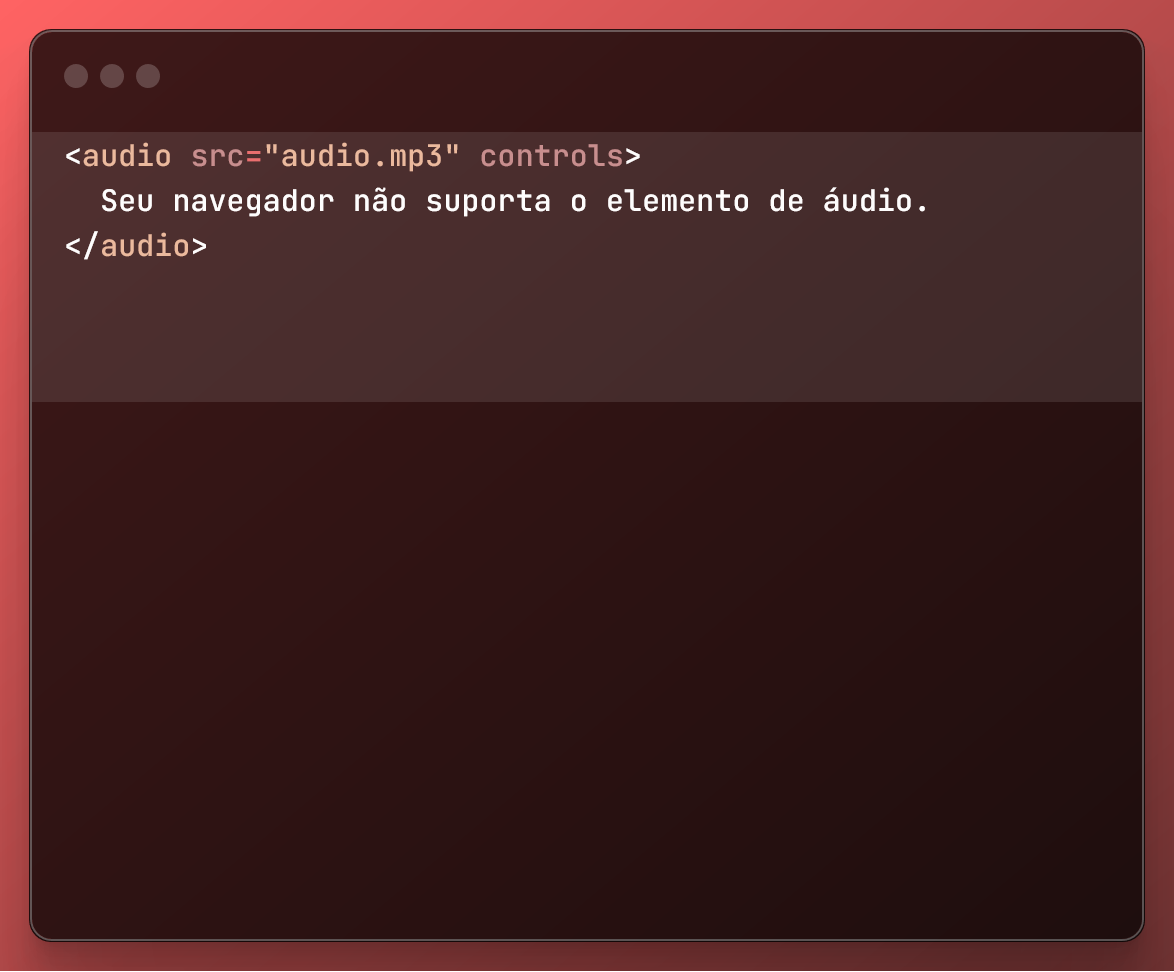 <audio src="audio.mp3" controls>
  Seu navegador não suporta o elemento de áudio.
</audio>